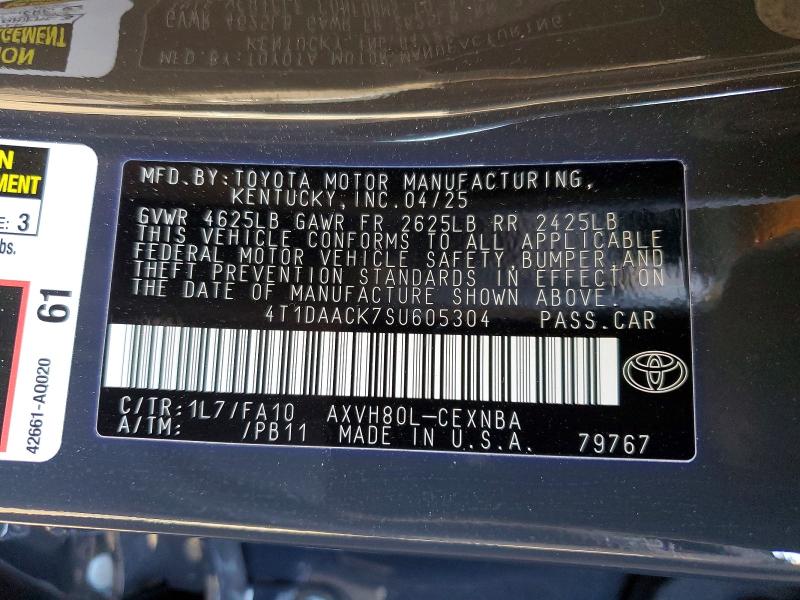 MFD.BY:TOYOTA MOTOR MANUFACTURING,
KENTUCKY,INC.04/25
GVWR 4625LB GAWR FR 2625LB RR 2425LB
THIS VEHICLE CONFORMS TO ALL APPLICABLE
FEDERAL MOTOR VEHICLE SAFETY,BUMPER,AND
THEFT PREVENTION STANDARDS IN EFFECT ON
THE DATE OF MANUFACTURE SHOWN ABOVE.
4T1DAACK7SU605304 PASS.CAR
C/TR:1L7/FA10 AXVH80L-CEXNBA
A/TM: /PB11 MADE IN U.S.A. 79767
3
61
42661-AQ020